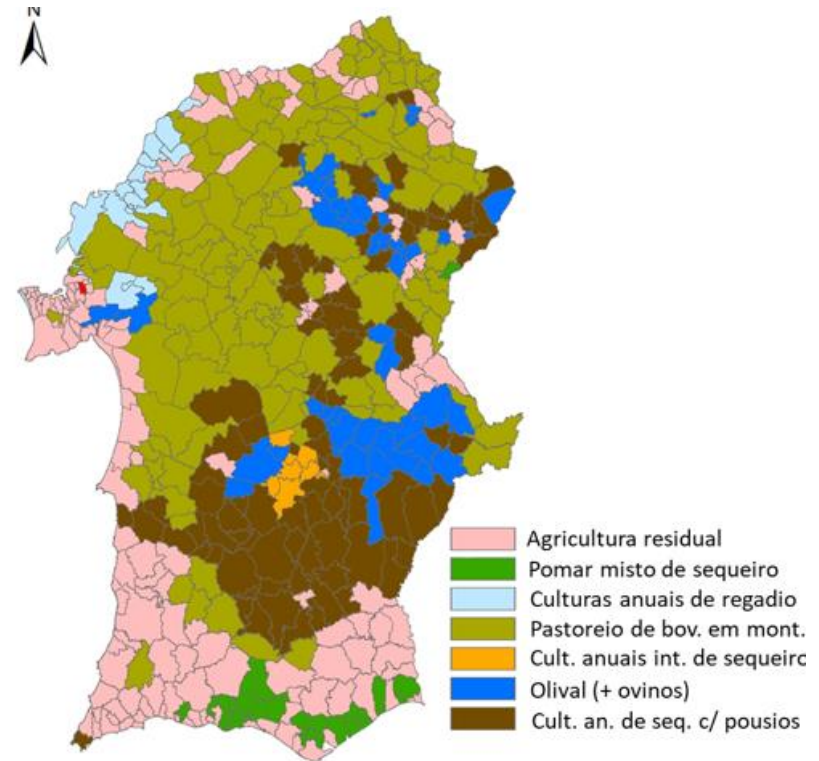 N
Agricultura residual
Pomar misto de sequeiro
Culturas anuais de regadio
Pastoreio de bov. em mont.
Cult. anuais int. de sequeiro
Olival (+ ovinos)
Cult. an. de seq. c/ pousios